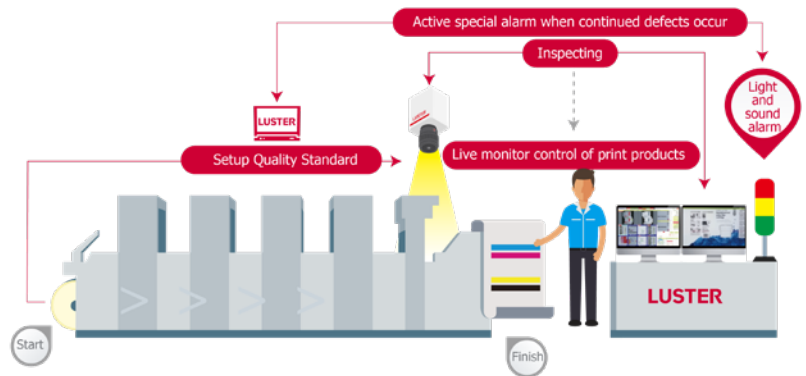 Active special alarm when continued defects occur
Inspecting
LUSTER
Light
and
sound
alarm
Setup Quality Standard
Live monitor control of print products
LUSTER
LUSTER
Start
Finish